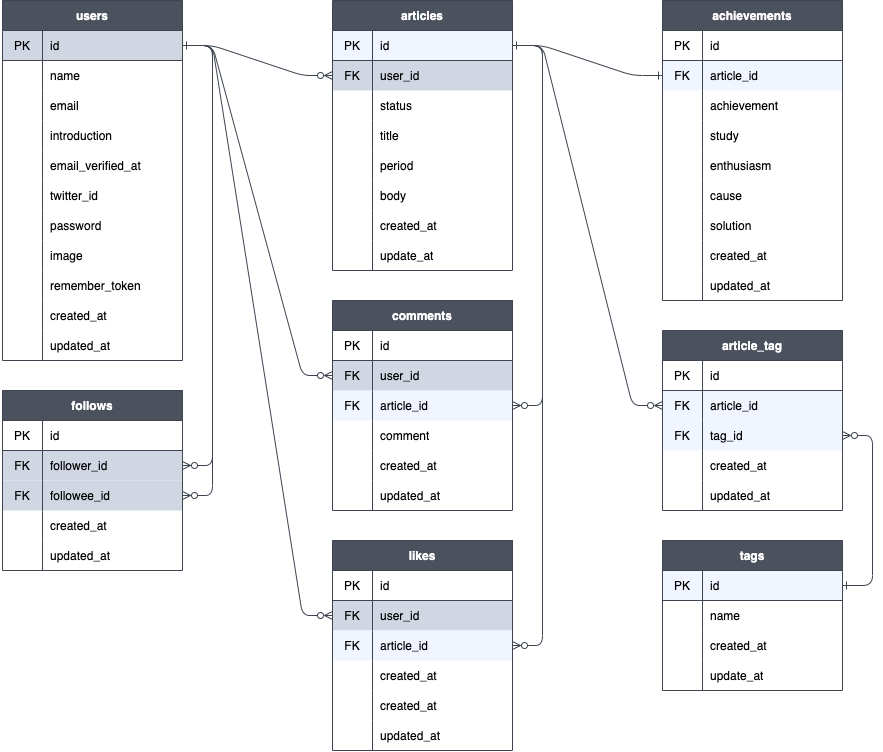 users
PK id
name
email
introduction
email_verified_at
twitter_id
password
image
remember_token
created_at
updated_at
follows
PK id
FK follower_id
FK followee_id
created_at
updated_at
articles
PK id
FK user_id
status
title
period
body
created_at
update_at
comments
PK id
FK user_id
FK article_id
comment
created_at
updated_at
likes
PK id
FK user_id
FK article_id
created_at
created_at
updated_at
achievements
PK id
FK article_id
achievement
study
enthusiasm
cause
solution
created_at
updated_at
article_tag
PK id
FK article_id
FK tag_id
created_at
updated_at
tags
PK id
name
created_at
update_at